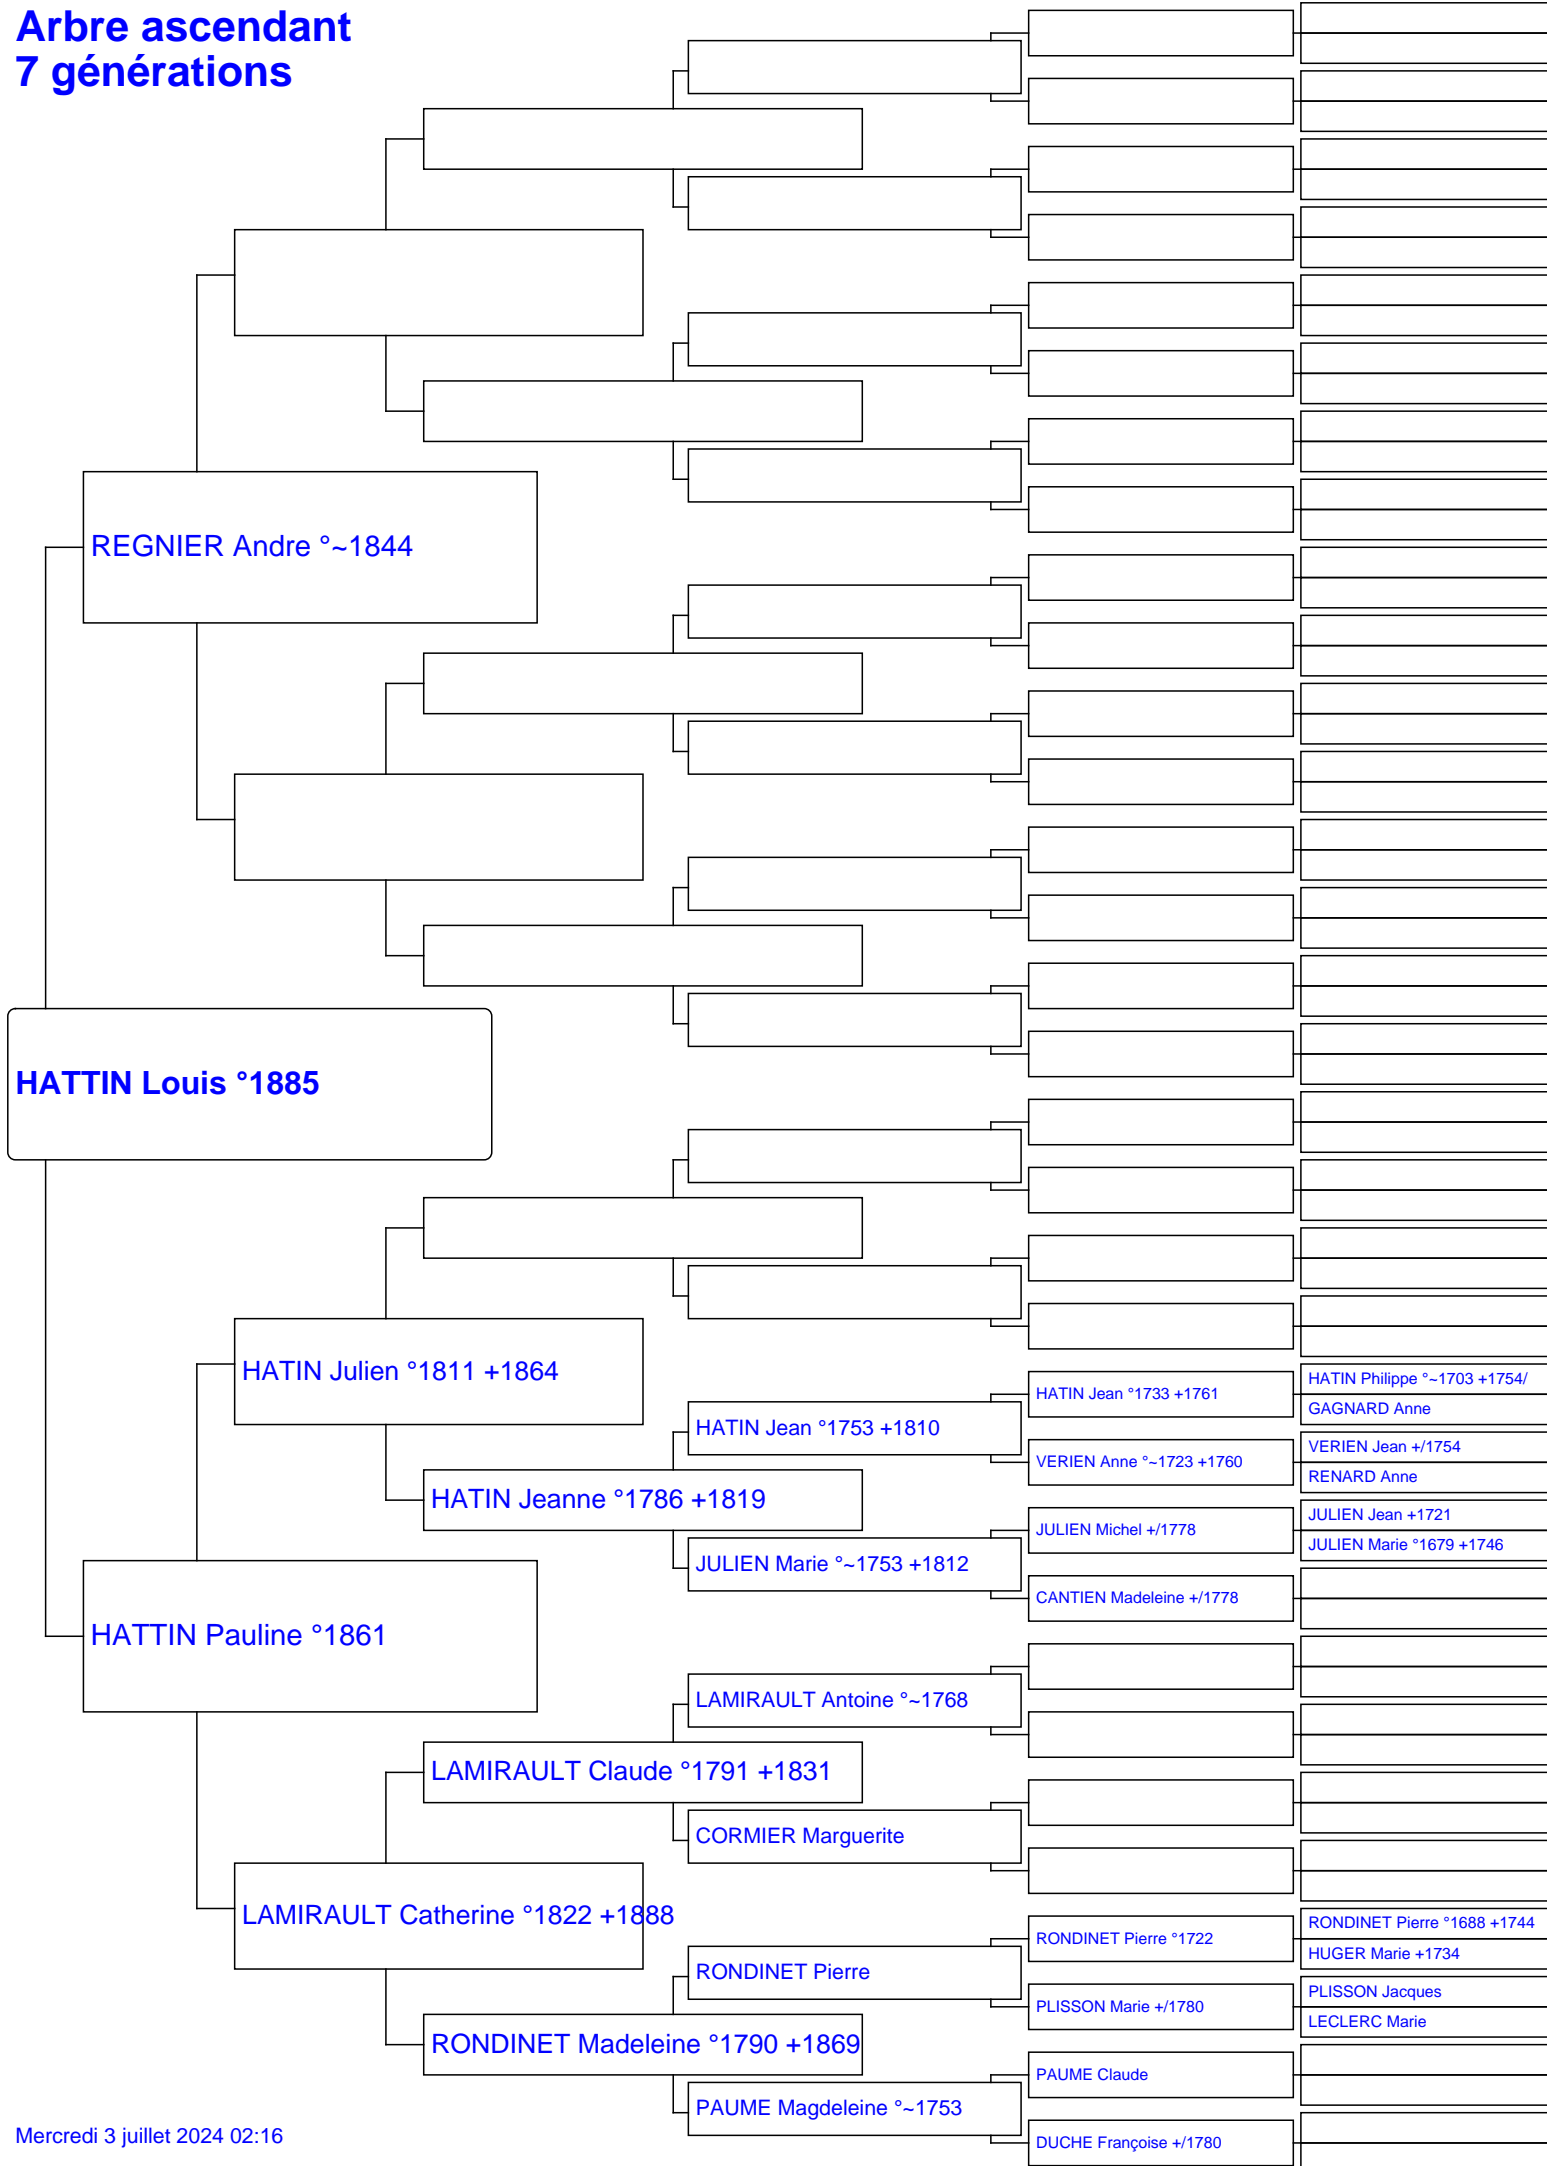 Arbre ascendant
7 générations
REGNIER Andre °~1844
HATTIN Louis °1885
HATIN Julien °1811 +1864
HATIN Jean °1733 +1761
HATIN Philippe °~1703 +1754/
GAGNARD Anne
HATIN Jean °1753 +1810
VERIEN Anne °~1723 +1760
VERIEN Jean +/1754
RENARD Anne
HATIN Jeanne °1786 +1819
JULIEN Michel +/1778
JULIEN Jean +1721
JULIEN Marie °1679 +1746
JULIEN Marie °~1753 +1812
CANTIEN Madeleine +/1778
HATTIN Pauline °1861
LAMIRAULT Antoine °~1768
LAMIRAULT Claude °1791 +1831
CORMIER Marguerite
LAMIRAULT Catherine °1822 +1888
RONDINET Pierre °1722
RONDINET Pierre °1688 +1744
HUGER Marie +1734
RONDINET Pierre
PLISSON Marie +/1780
PLISSON Jacques
LECLERC Marie
RONDINET Madeleine °1790 +1869
PAUME Claude
PAUME Magdeleine °~1753
DUCHE Françoise +/1780
Mercredi 3 juillet 2024 02:16